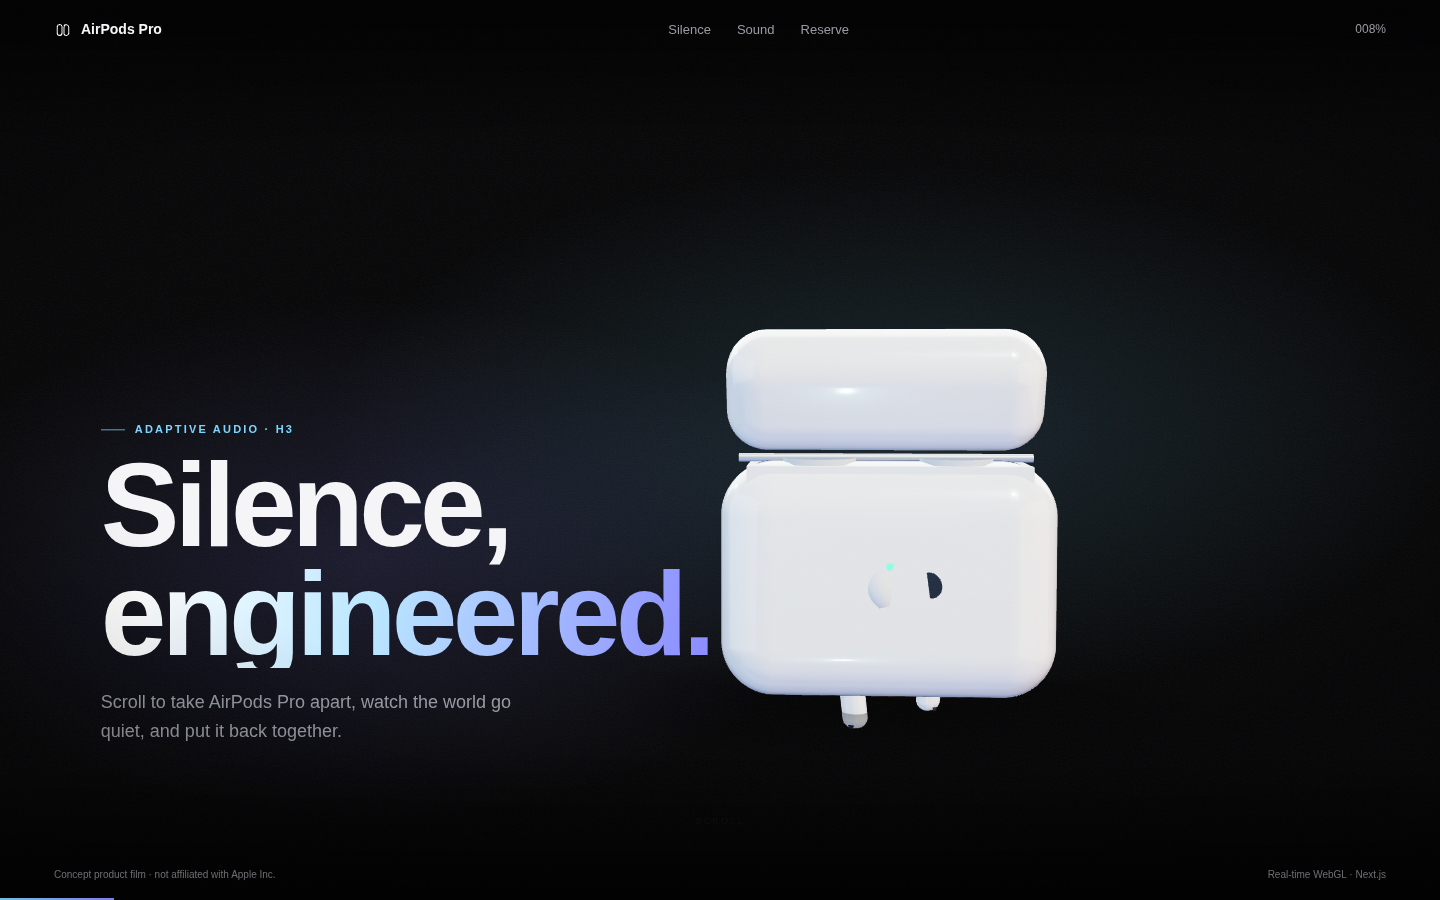 AirPods Pro
Silence
Sound
Reserve
008%
ADAPTIVE AUDIO · H3
Silence,
engineered.
Scroll to take AirPods Pro apart, watch the world go
quiet, and put it back together.
SCROLL
Concept product film · not affiliated with Apple Inc.
Real-time WebGL · Next.js